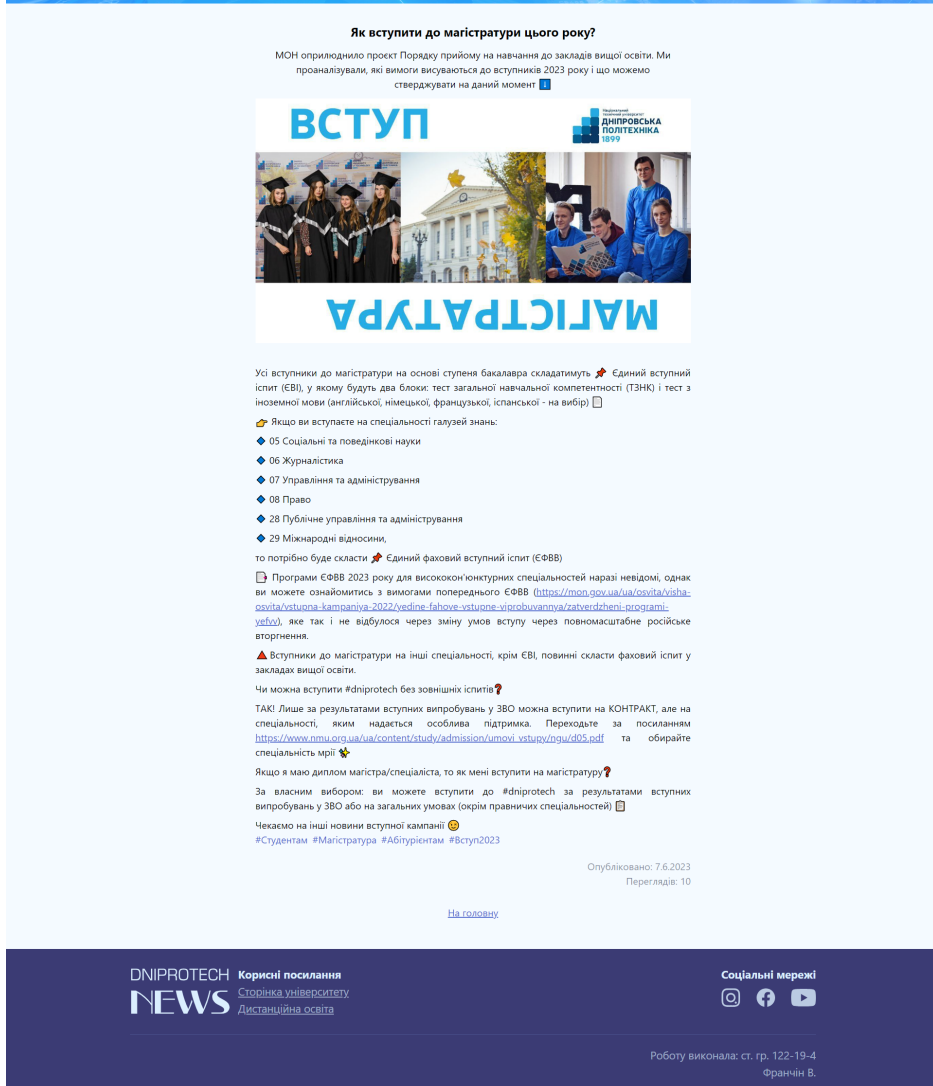 Як вступити до магістратури цього року?
МОН оприлюднило проєкт Порядку прийому на навчання до закладів вищої освіти. Ми
проаналізували, які вимоги висуваються до вступників 2023 року і що можемо
стверджувати на даний момент ⬇️
ВСТУП
Національний
технічний університет
ДНІПРОВСЬКА
ПОЛІТЕХНІКА
1899
МАГІСТРАТУРА
Усі вступники до магістратури на основі ступеня бакалавра складатимуть 📌 Єдиний вступний
іспит (ЄВІ), у якому будуть два блоки: тест загальної навчальної компетентності (ТЗНК) і тест з
іноземної мови (англійської, німецької, французької, іспанської - на вибір) 📄
👉 Якщо ви вступаєте на спеціальності галузей знань:
🔷 05 Соціальні та поведінкові науки
🔷 06 Журналістика
🔷 07 Управління та адміністрування
🔷 08 Право
🔷 28 Публічне управління та адміністрування
🔷 29 Міжнародні відносини,
то потрібно буде скласти 📌 Єдиний фаховий вступний іспит (ЄФВВ)
Програми ЄФВВ 2023 року для висококон'юнктурних спеціальностей наразі невідомі, однак
ви можете ознайомитись з вимогами попереднього ЄФВВ (https://mon.gov.ua/ua/osvita/visha-
osvita/vstupna-kampaniya-2022/yedine-fahove-vstupne-viprobuvannya/zatverdzheni-programi-
yefvv), яке так і не відбулося через зміну умов вступу через повномасштабне російське
вторгнення.
🔺 Вступники до магістратури на інші спеціальності, крім ЄВІ, повинні скласти фаховий іспит у
закладах вищої освіти.
Чи можна вступити #dniprotech без зовнішніх іспитів❓
ТАК! Лише за результатами вступних випробувань у ЗВО можна вступити на КОНТРАКТ, але на
спеціальності, яким надається особлива підтримка. Переходьте за посиланням
https://www.nmu.org.ua/ua/content/study/admission/umovi_vstupy/ngu/d05.pdf та обирайте
спеціальність мрії ✨
Якщо я маю диплом магістра/спеціаліста, то як мені вступити на магістратуру❓
За власним вибором: ви можете вступити до #dniprotech за результатами вступних
випробувань у ЗВО або на загальних умовах (окрім правничих спеціальностей) 📋
Чекаємо на інші новини вступної кампанії 😉
#Студентам #Магістратура #Абітурієнтам #Вступ2023
Опубліковано: 7.6.2023
Переглядів: 10
На головну
DNIPROTECH
NEWS
Корисні посилання
Сторінка університету
Дистанційна освіта
Соціальні мережі
Роботу виконала: ст. гр. 122-19-4
Франчін В.